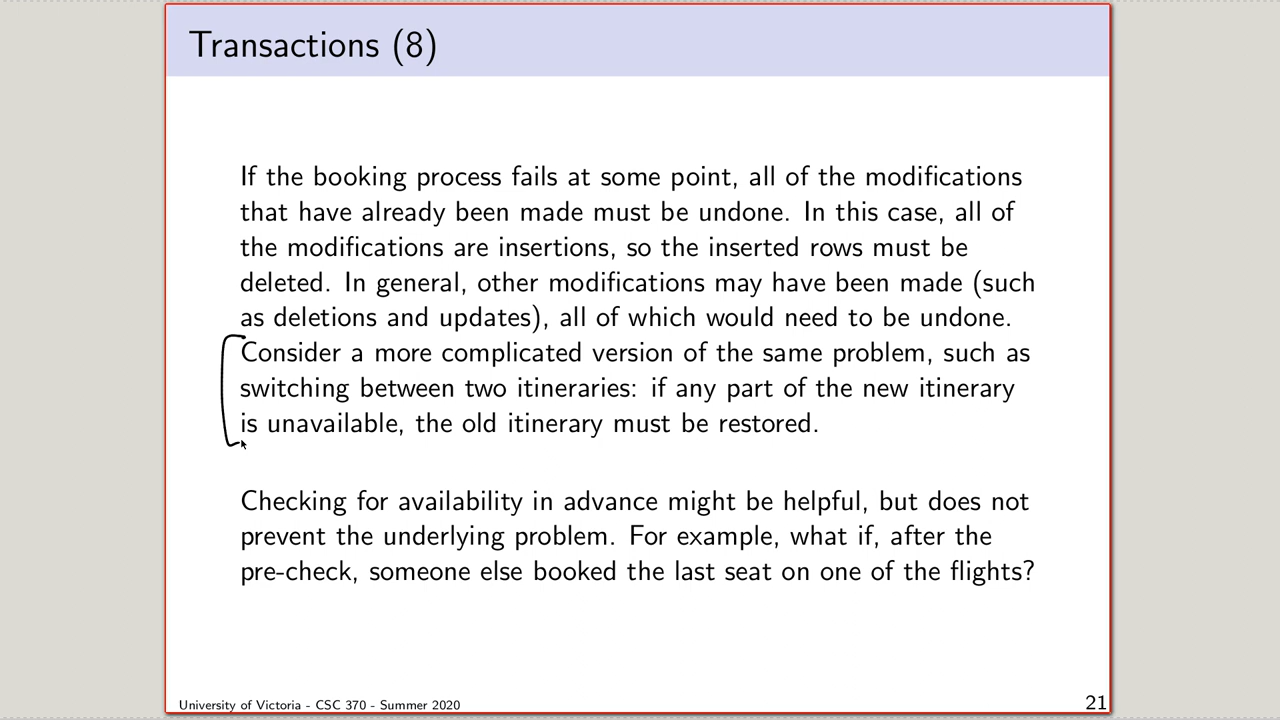 Transactions (8)
If the booking process fails at some point, all of the modifications
that have already been made must be undone. In this case, all of
the modifications are insertions, so the inserted rows must be
deleted. In general, other modifications may have been made (such
as deletions and updates), all of which would need to be undone.
Consider a more complicated version of the same problem, such as
switching between two itineraries: if any part of the new itinerary
is unavailable, the old itinerary must be restored.
Checking for availability in advance might be helpful, but does not
prevent the underlying problem. For example, what if, after the
pre-check, someone else booked the last seat on one of the flights?
University of Victoria - CSC 370 - Summer 2020
21